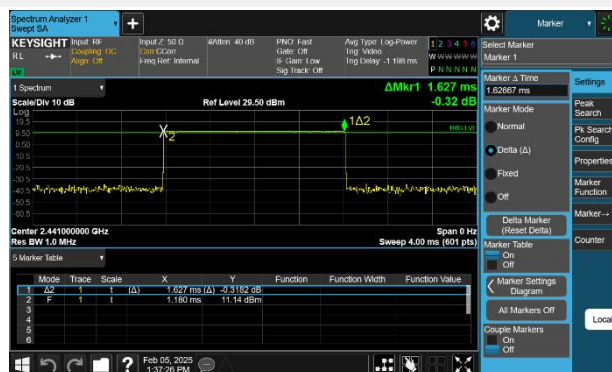 Spectrum Analyzer 1
Swept SA
Marker
KEYSIGHT
RL
Input: RF
Coupling: DC
Align: Off
Input Z: 50 Ω
Corr CCorr
Freq Ref: Internal
#Atten: 40 dB
PNO: Fast
Gate: Off
IF Gain: Low
Sig Track: Off
Avg Type: Log-Power
Trig: Video
Trig Delay: -1.198 ms
1 2 3 4 5 6
W W W W W W
P N N N N N
Select Marker
Marker 1
1 Spectrum
Scale/Div 10 dB
Log
Ref Level 29.50 dBm
ΔMkr1 1.627 ms
-0.32 dB
19.5
9.50
-0.50
-10.5
-20.5
-30.5
-40.5
-50.5
-60.5
2
1Δ2
Center 2.441000000 GHz
Res BW 1.0 MHz
Span 0 Hz
Sweep 4.00 ms (601 pts)
5 Marker Table
Mode Trace Scale X Y Function Function Width Function Value
1 Δ2 1 t (Δ) 1.627 ms (Δ) -0.3182 dB
2 F 1 t 1.180 ms 11.14 dBm
3
4
5
6
Marker Δ Time
1.62667 ms
Marker Mode
Normal
Delta (Δ)
Fixed
Off
Delta Marker
(Reset Delta)
Marker Table
On
Off
Marker Settings
Diagram
All Markers Off
Couple Markers
On
Off
Settings
Peak
Search
Pk Search
Config
Properties
Marker
Function
Marker→
Counter
Local
Feb 05, 2025
1:37:26 PM